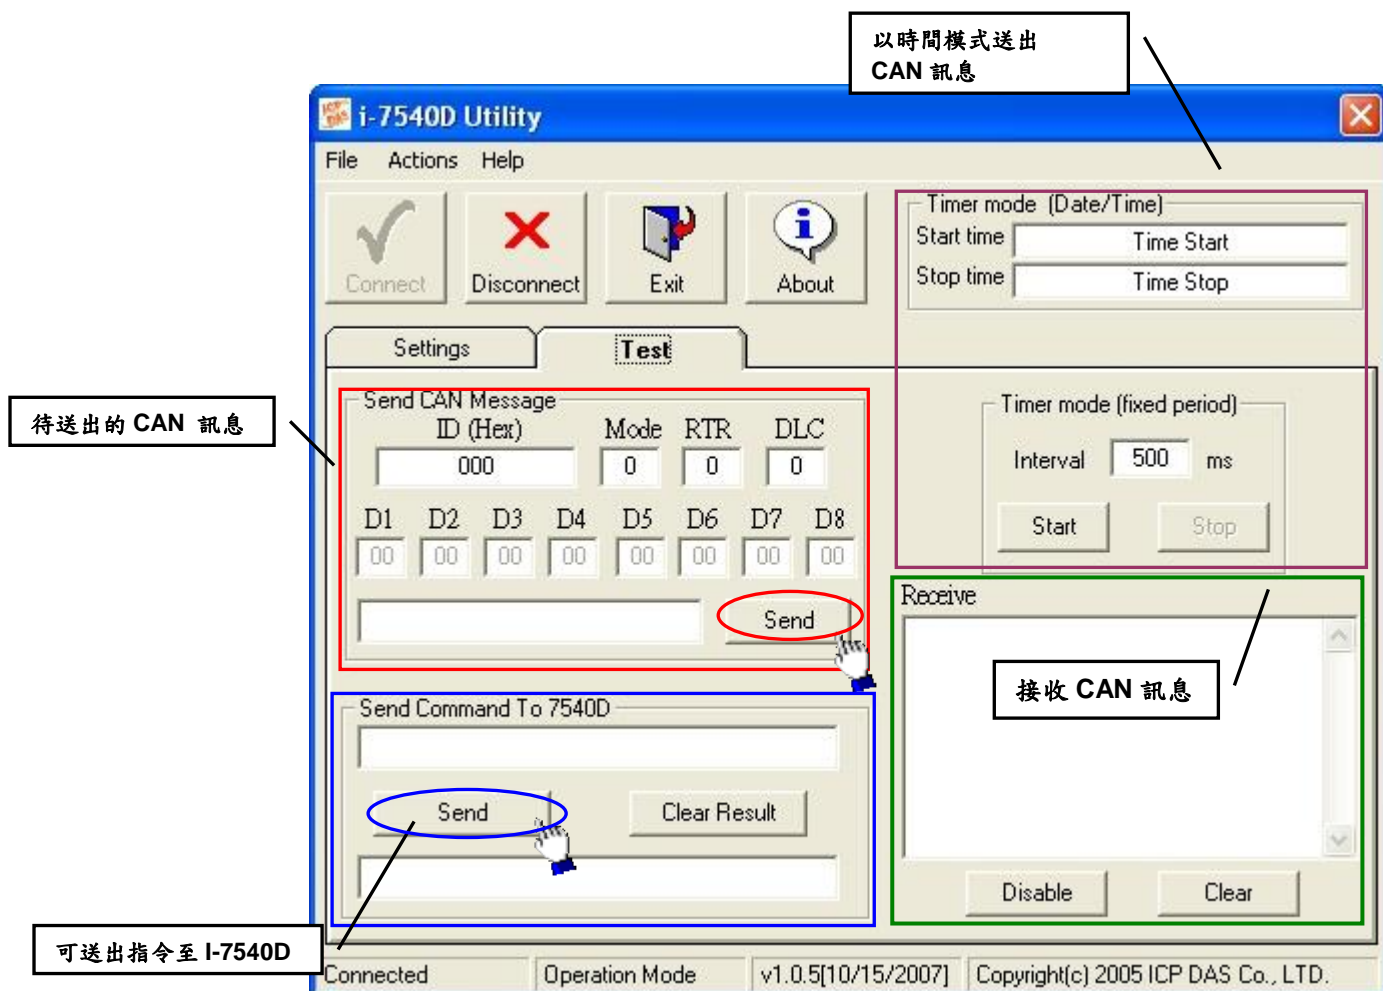 以時間模式送出
CAN 訊息
ICP DAS
i-7540D Utility
File Actions Help
Connect Disconnect Exit About
Timer mode (Date/Time)
Start time Time Start
Stop time Time Stop
Settings Test
待送出的 CAN 訊息
Send CAN Message
ID (Hex) Mode RTR DLC
000 0 0 0
D1 D2 D3 D4 D5 D6 D7 D8
00 00 00 00 00 00 00 00
Send
Timer mode (fixed period)
Interval 500 ms
Start Stop
Receive
接收 CAN 訊息
Send Command To 7540D
Send Clear Result
Disable Clear
可送出指令至 I-7540D
Connected Operation Mode v1.0.5[10/15/2007] Copyright(c) 2005 ICP DAS Co., LTD.